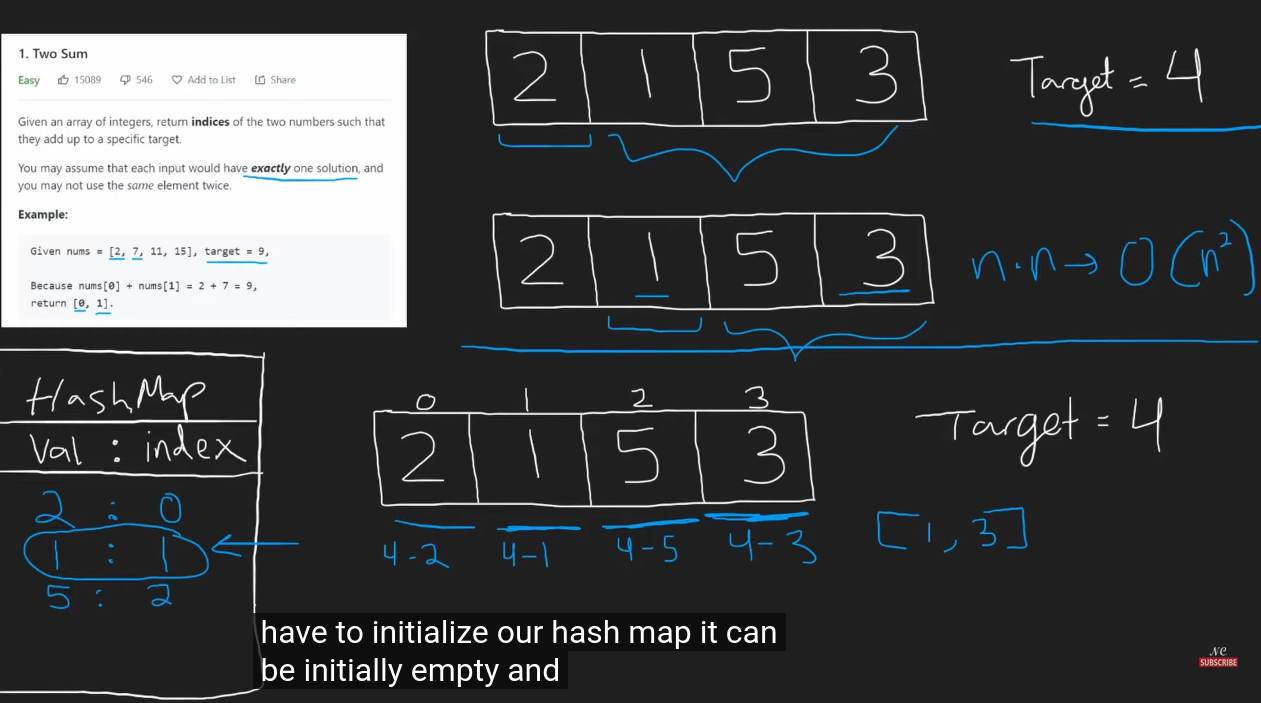 1. Two Sum
Easy 15089 546 Add to List Share
Given an array of integers, return indices of the two numbers such that
they add up to a specific target.
You may assume that each input would have exactly one solution, and
you may not use the same element twice.
Example:
Given nums = [2, 7, 11, 15], target = 9,
Because nums[0] + nums[1] = 2 + 7 = 9,
return [0, 1].
2 1 5 3
Target = 4
2 1 5 3
n·n→O(n²)
HashMap
Val : index
2 : 0
1 : 1
5 : 2
0 1 2 3
2 1 5 3
4-2 4-1 4-5 4-3
Target = 4
[1, 3]
have to initialize our hash map it can
be initially empty and
NC
SUBSCRIBE